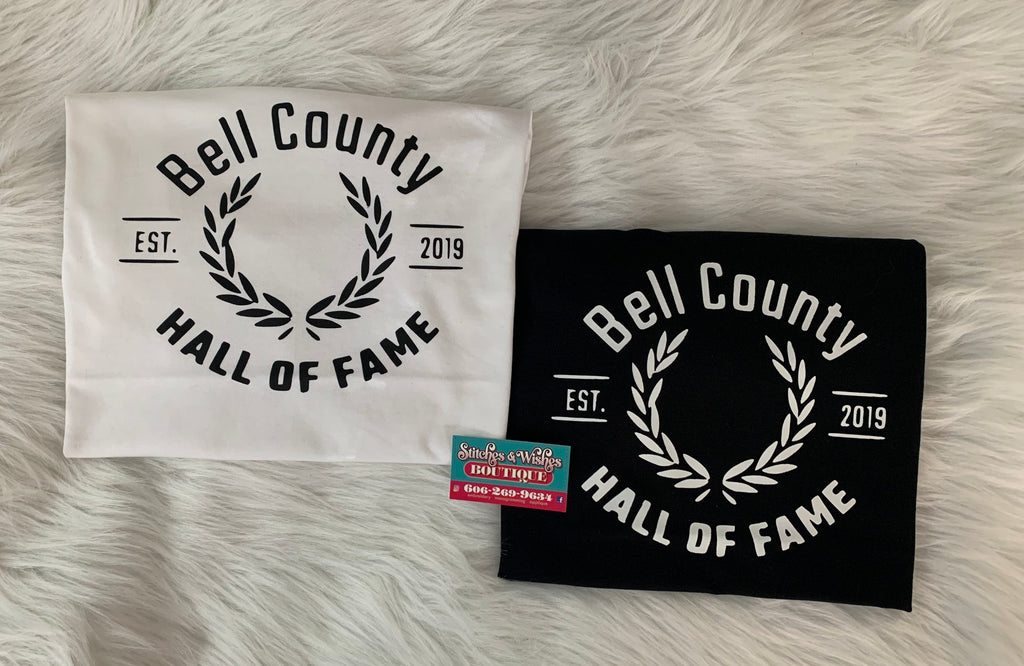 Bell County
EST.
2019
HALL OF FAME
Bell County
EST.
2019
HALL OF FAME
Stitches & Wishes
BOUTIQUE
606-269-9634